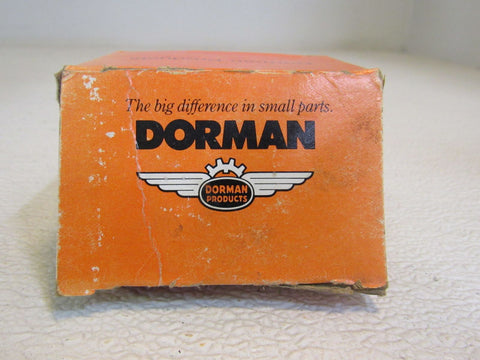 The big difference in small parts.
DORMAN
DORMAN
PRODUCTS